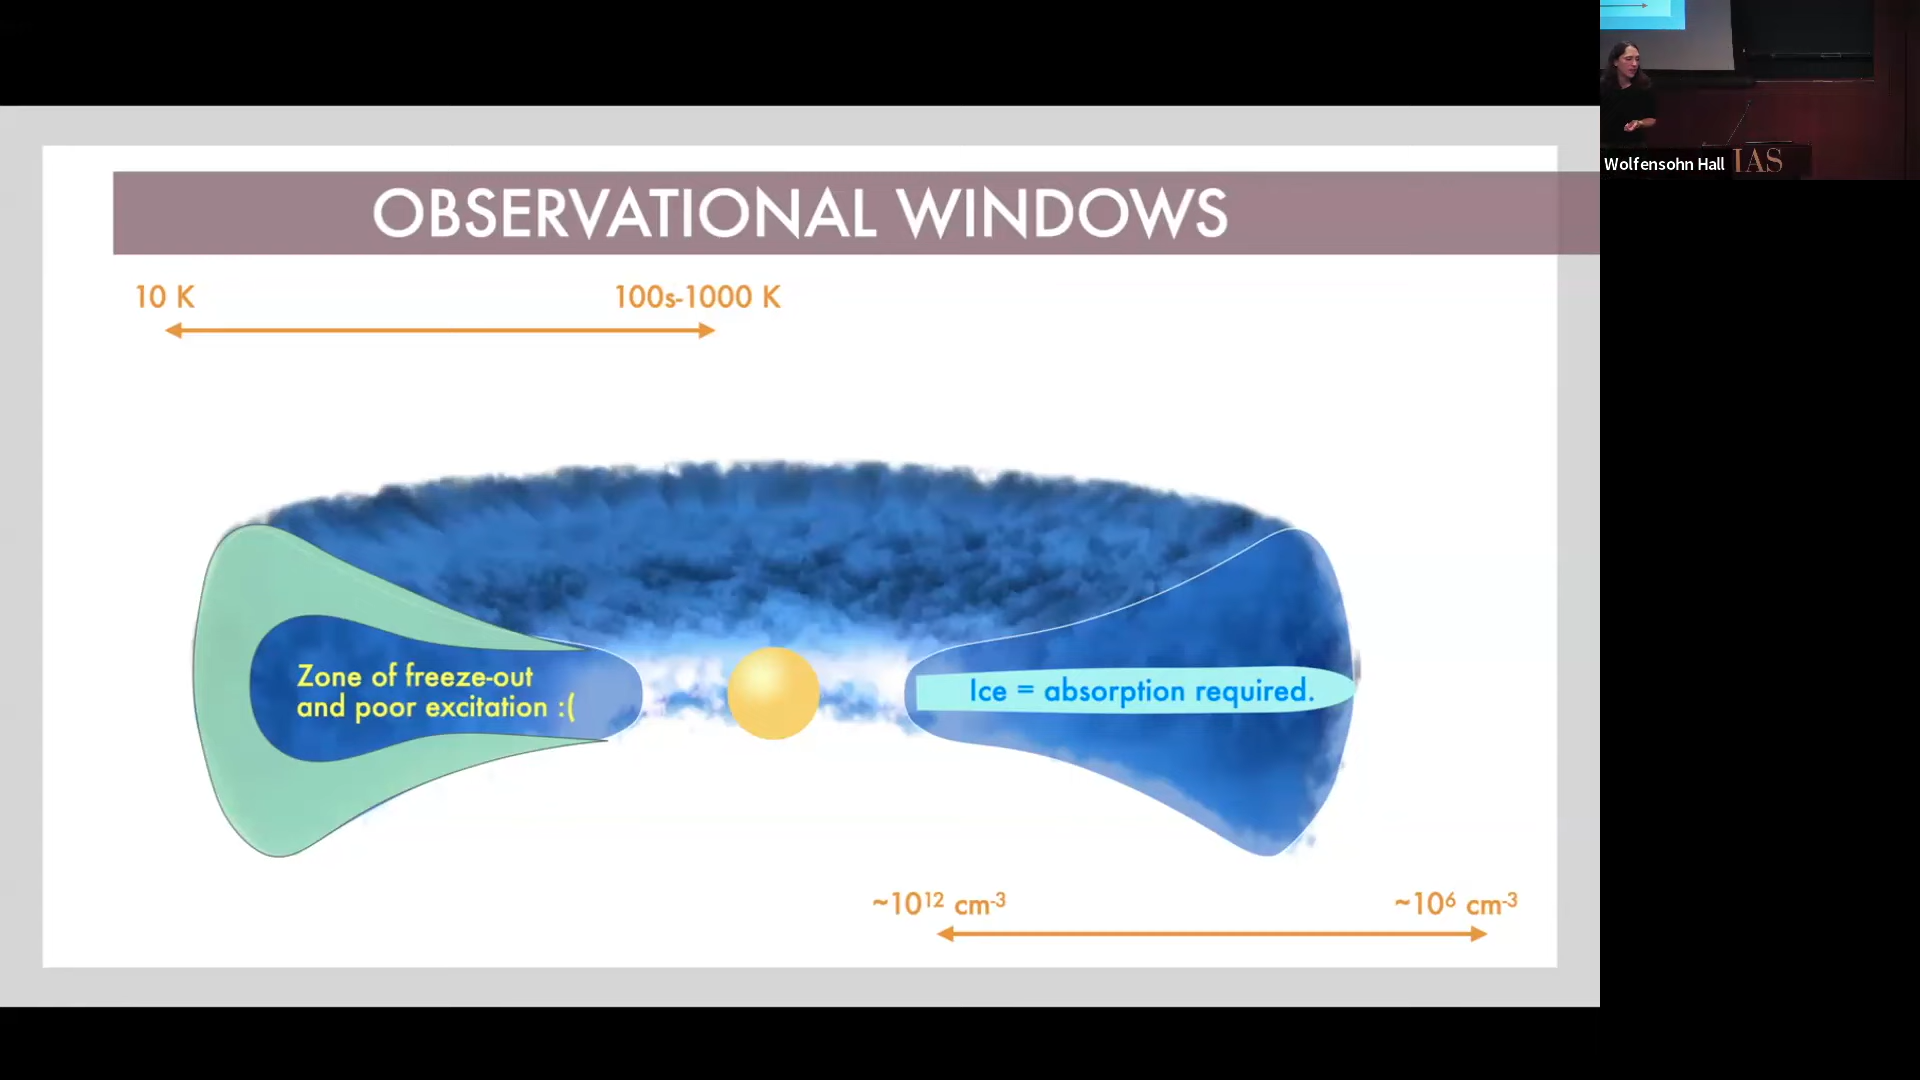 OBSERVATIONAL WINDOWS
10 K
100s-1000 K
Zone of freeze-out
and poor excitation :(
Ice = absorption required.
~10¹² cm⁻³
~10⁶ cm⁻³
Wolfensohn Hall
IAS